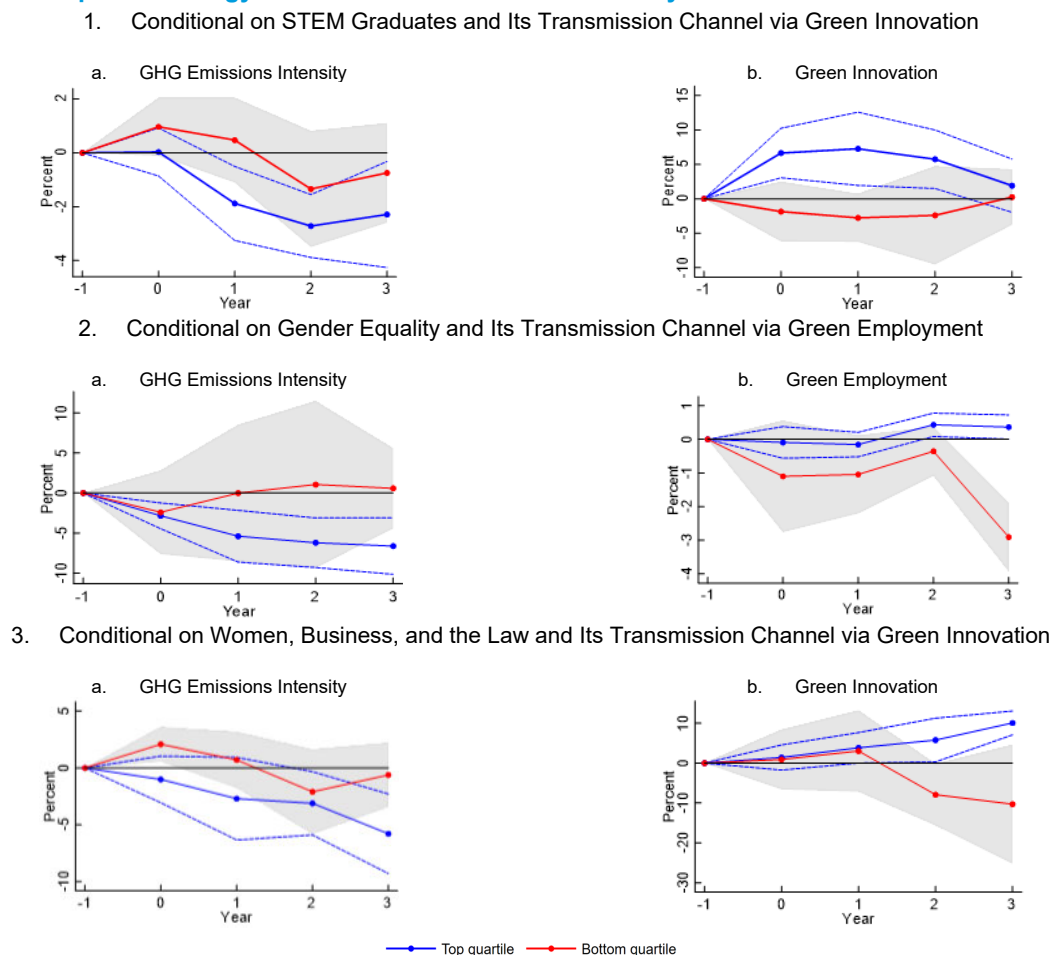 1. Conditional on STEM Graduates and Its Transmission Channel via Green Innovation
a. GHG Emissions Intensity
b. Green Innovation
2
0
-2
-4
Percent
-1 0 1 2 3
Year
15
10
5
0
-5
-10
Percent
-1 0 1 2 3
Year
2. Conditional on Gender Equality and Its Transmission Channel via Green Employment
a. GHG Emissions Intensity
b. Green Employment
10
5
0
-5
-10
Percent
-1 0 1 2 3
Year
1
0
-1
-2
-3
-4
Percent
-1 0 1 2 3
Year
3. Conditional on Women, Business, and the Law and Its Transmission Channel via Green Innovation
a. GHG Emissions Intensity
b. Green Innovation
5
0
-5
-10
Percent
-1 0 1 2 3
Year
10
0
-10
-20
-30
Percent
-1 0 1 2 3
Year
Top quartile Bottom quartile